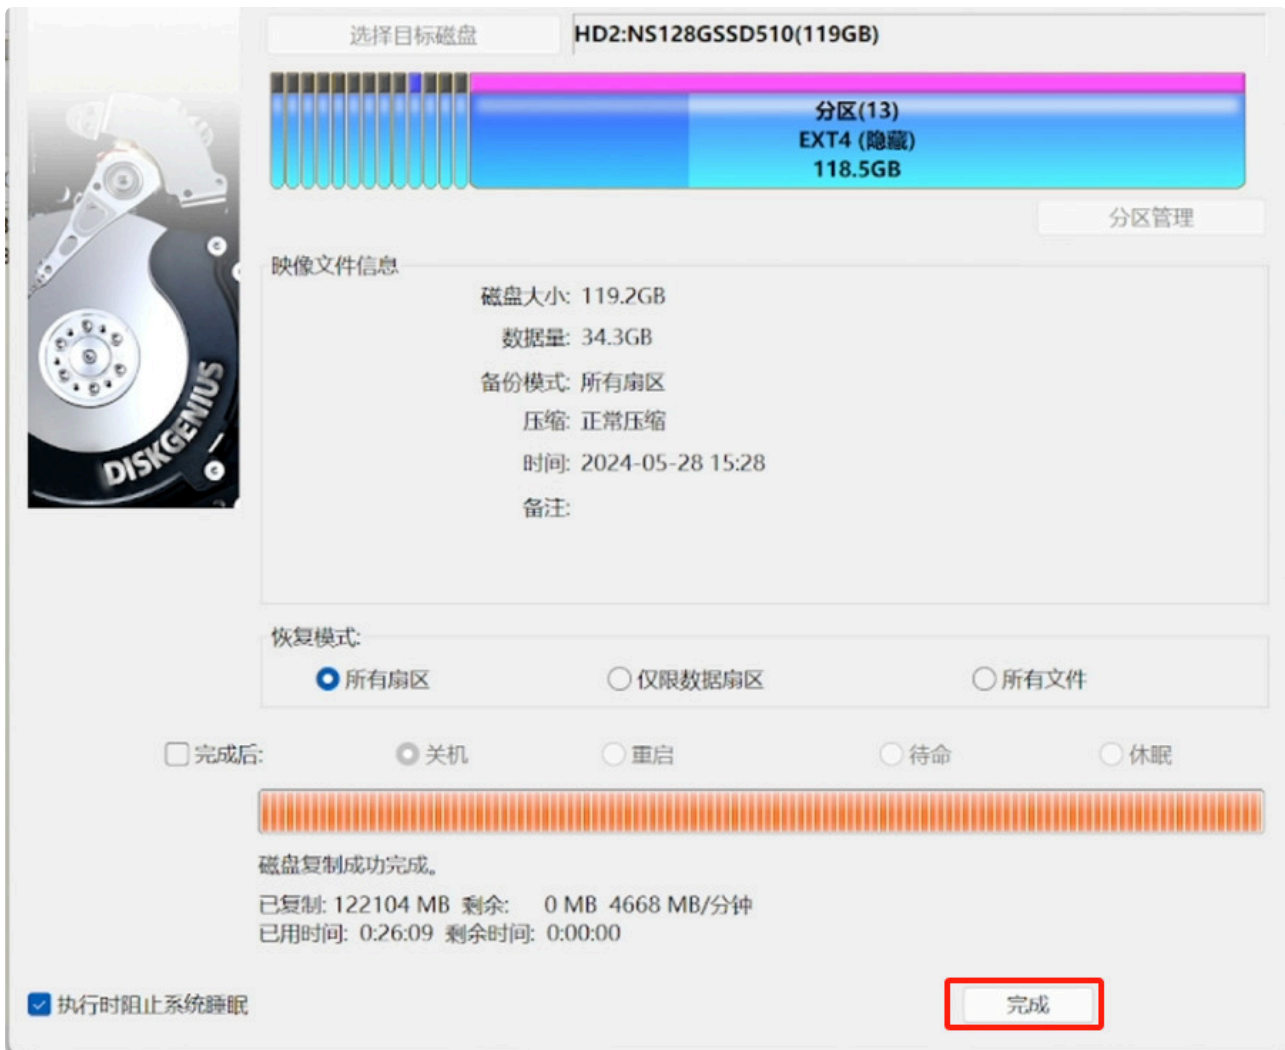 选择目标磁盘 HD2:NS128GSSD510(119GB)
分区(13)
EXT4 (隐藏)
118.5GB
分区管理
DISKGENIUS
映像文件信息
磁盘大小: 119.2GB
数据量: 34.3GB
备份模式: 所有扇区
压缩: 正常压缩
时间: 2024-05-28 15:28
备注:
恢复模式:
所有扇区 仅限数据扇区 所有文件
完成后: 关机 重启 待命 休眠
磁盘复制成功完成。
已复制: 122104 MB 剩余: 0 MB 4668 MB/分钟
已用时间: 0:26:09 剩余时间: 0:00:00
执行时阻止系统睡眠 完成